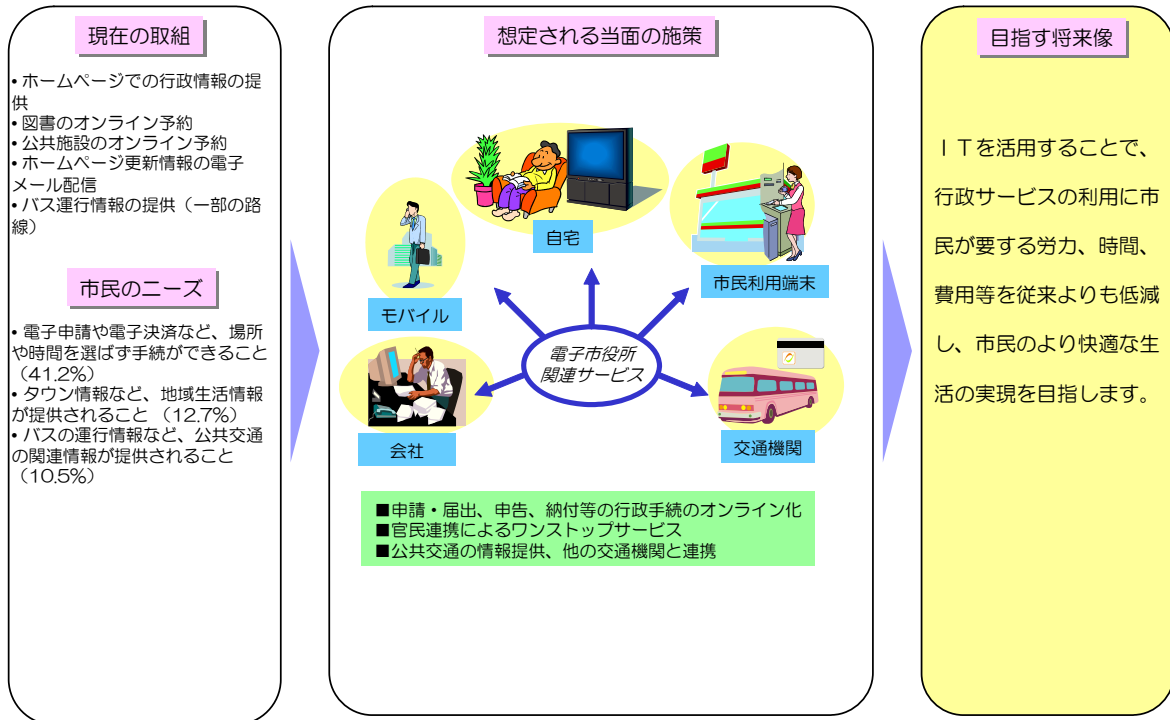 現在の取組
• ホームページでの行政情報の提
供
• 図書のオンライン予約
• 公共施設のオンライン予約
• ホームページ更新情報の電子
メール配信
• バス運行情報の提供（一部の路
線）
市民のニーズ
• 電子申請や電子決済など、場所
や時間を選ばず手続ができること
（41.2%）
• タウン情報など、地域生活情報
が提供されること （12.7%）
• バスの運行情報など、公共交通
の関連情報が提供されること
（10.5%）
想定される当面の施策
自宅
市民利用端末
モバイル
電子市役所
関連サービス
会社
交通機関
■申請・届出、申告、納付等の行政手続のオンライン化
■官民連携によるワンストップサービス
■公共交通の情報提供、他の交通機関と連携
目指す将来像
ＩＴを活用することで、
行政サービスの利用に市
民が要する労力、時間、
費用等を従来よりも低減
し、市民のより快適な生
活の実現を目指します。